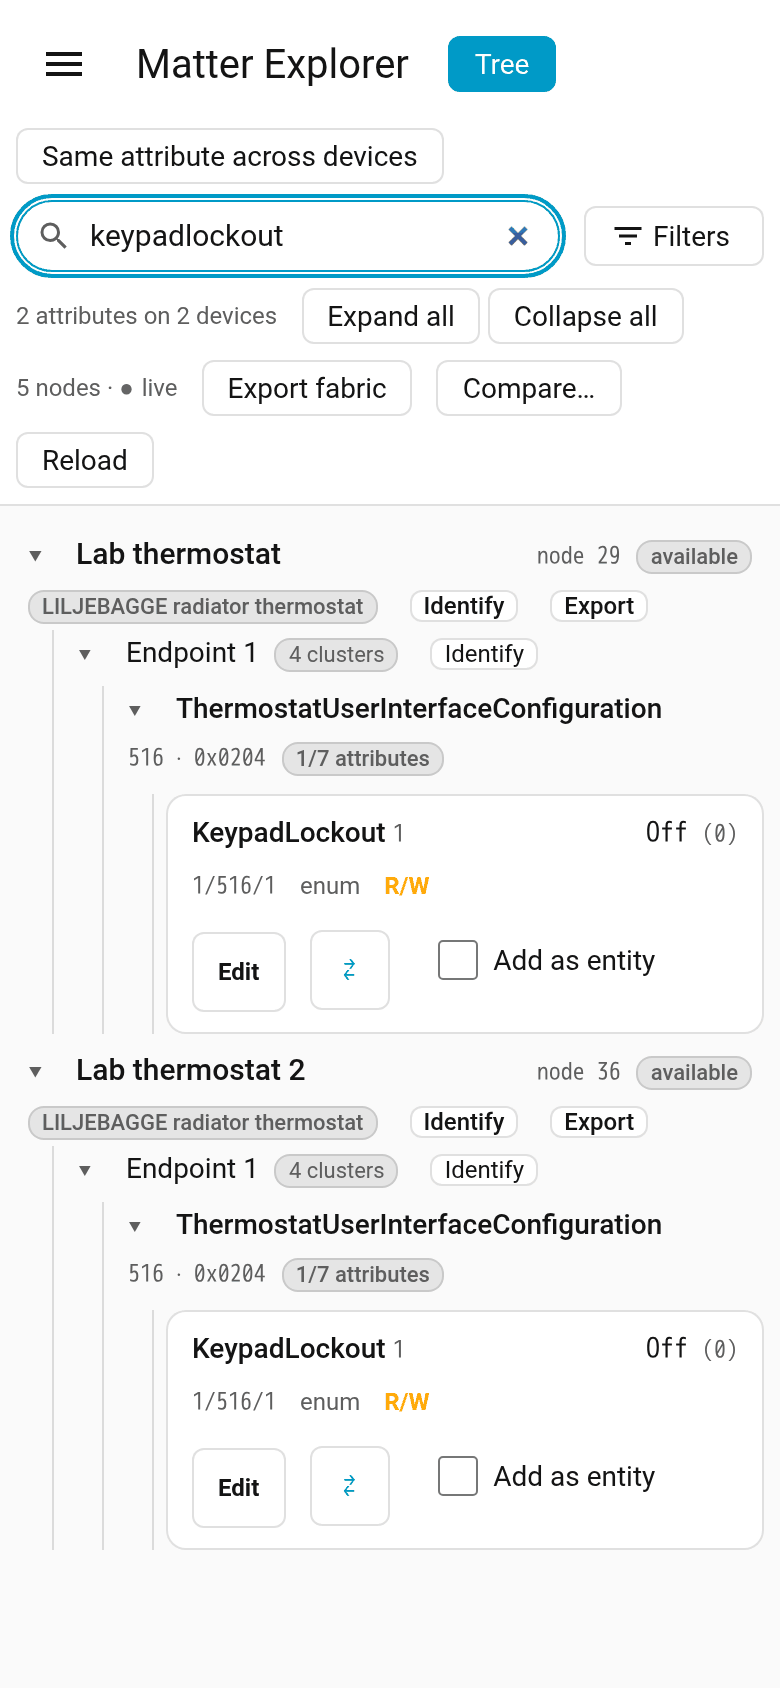 Matter Explorer Tree
Same attribute across devices
keypadlockout Filters
2 attributes on 2 devices Expand all Collapse all
5 nodes · ● live Export fabric Compare…
Reload
Lab thermostat node 29 available
LILJEBAGGE radiator thermostat Identify Export
Endpoint 1 4 clusters Identify
ThermostatUserInterfaceConfiguration
516 · 0x0204 1/7 attributes
KeypadLockout 1 Off (0)
1/516/1 enum R/W
Edit Add as entity
Lab thermostat 2 node 36 available
LILJEBAGGE radiator thermostat Identify Export
Endpoint 1 4 clusters Identify
ThermostatUserInterfaceConfiguration
516 · 0x0204 1/7 attributes
KeypadLockout 1 Off (0)
1/516/1 enum R/W
Edit Add as entity